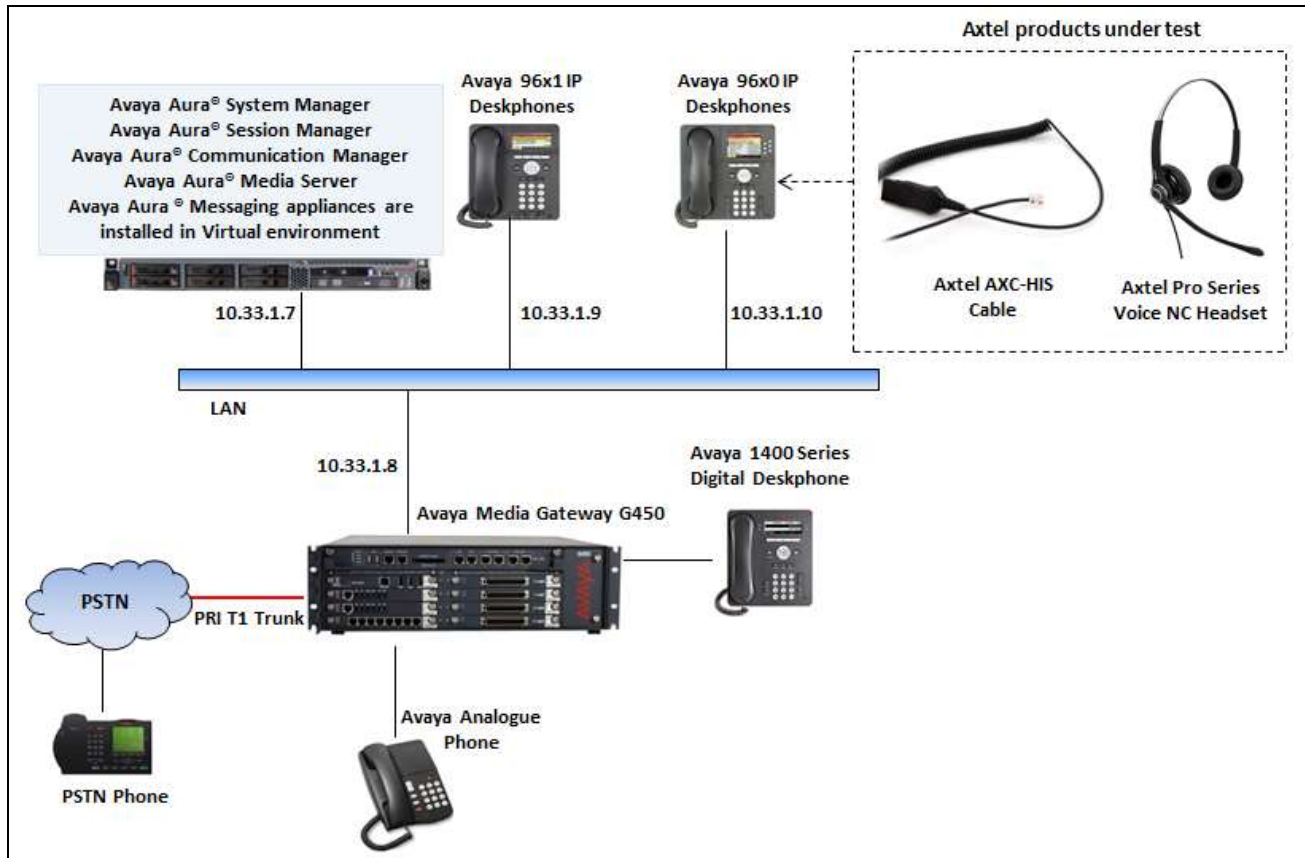 Axtel products under test
Avaya Aura® System Manager
Avaya Aura® Session Manager
Avaya Aura® Communication Manager
Avaya Aura® Media Server
Avaya Aura ® Messaging appliances are
installed in Virtual environment
Avaya 96x1 IP
Deskphones
Avaya 96x0 IP
Deskphones
Axtel AXC-HIS
Cable
Axtel Pro Series
Voice NC Headset
10.33.1.7
10.33.1.9
10.33.1.10
LAN
10.33.1.8
Avaya 1400 Series
Digital Deskphone
Avaya Media Gateway G450
AVAYA
PSTN
PRI T1 Trunk
Avaya Analogue
Phone
PSTN Phone